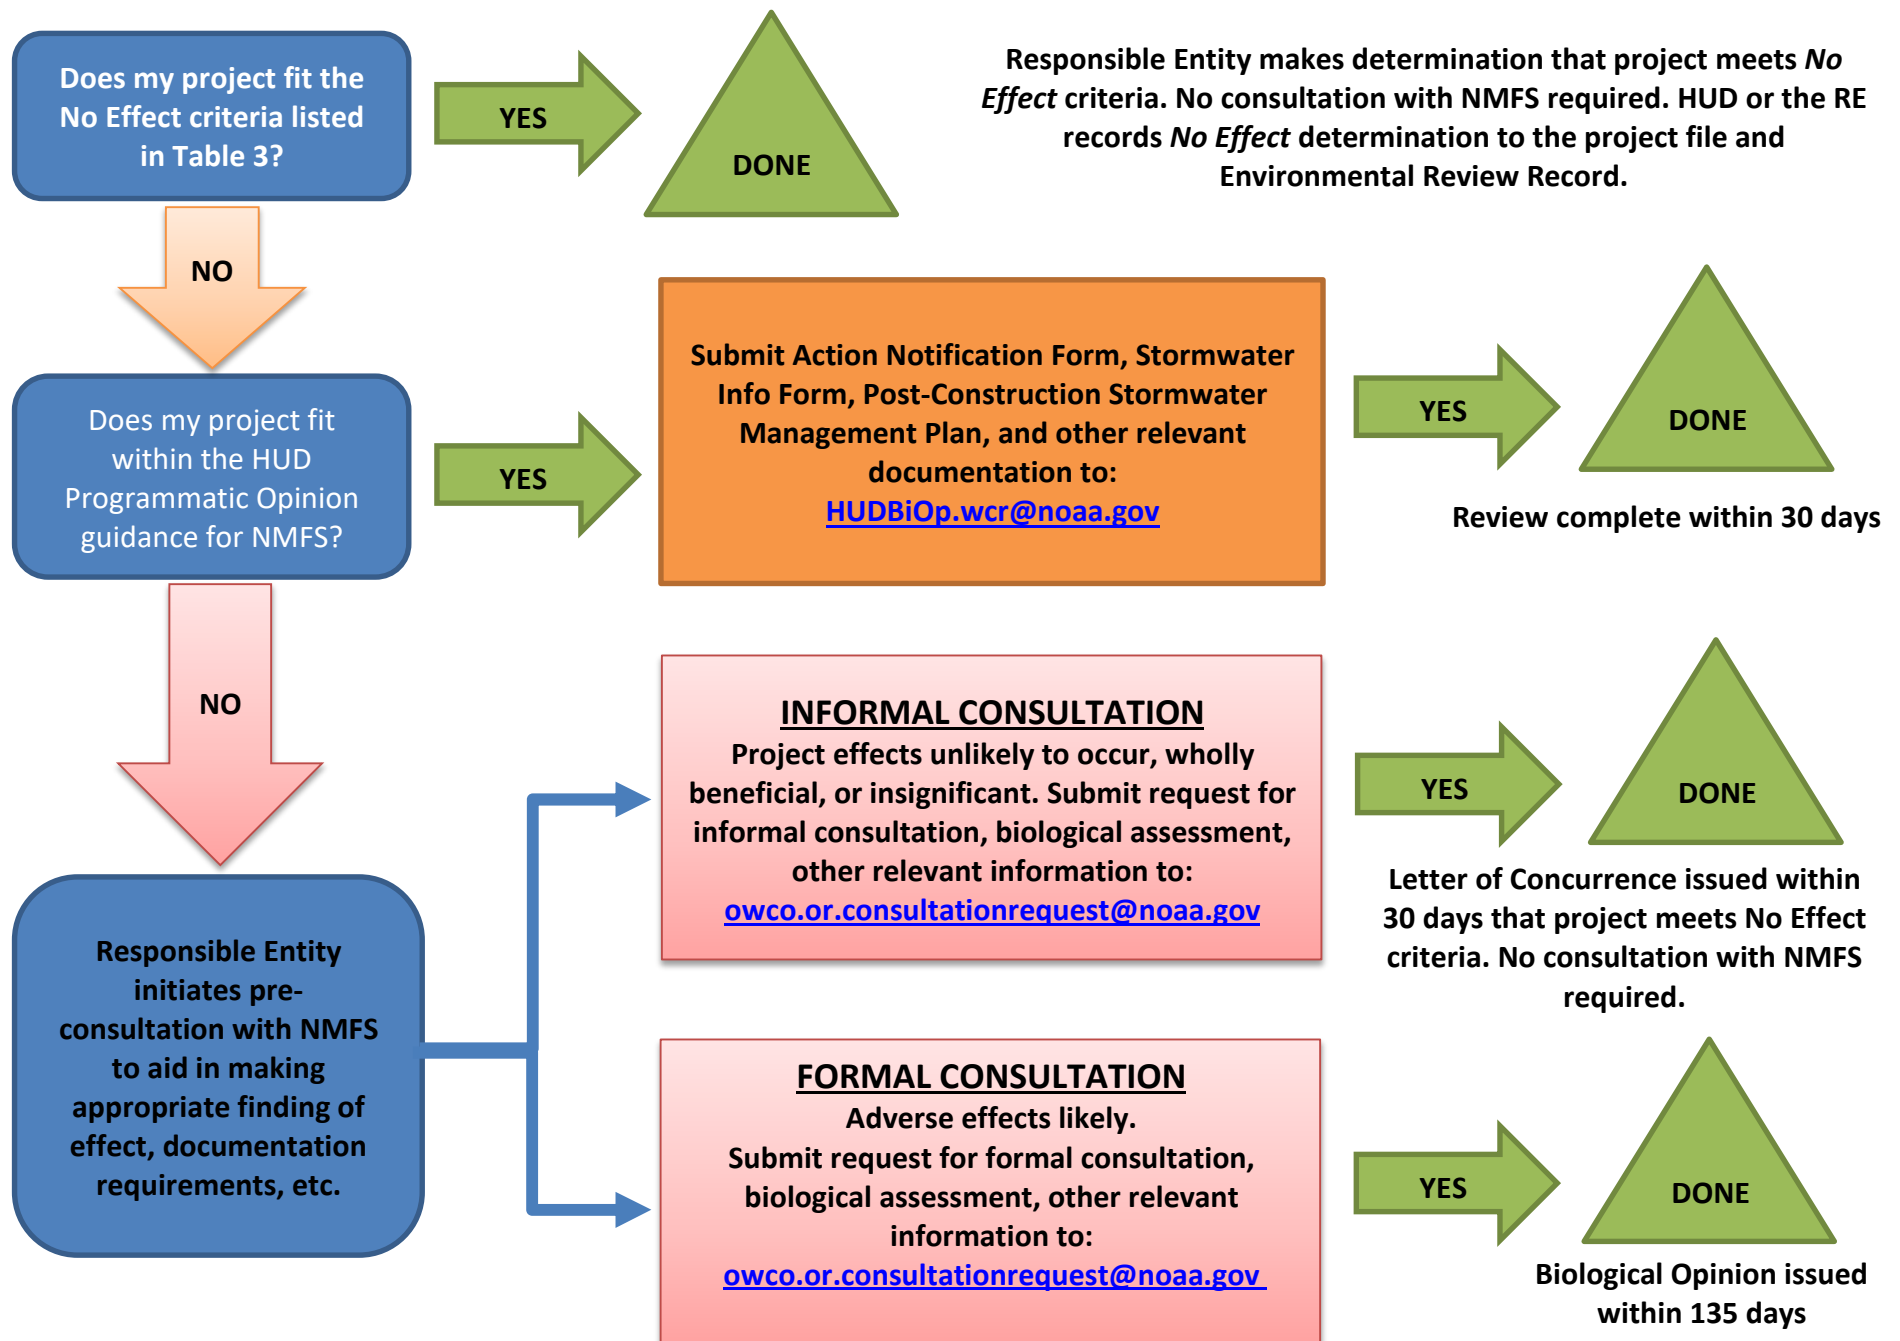 Does my project fit the
No Effect criteria listed
in Table 3?
YES
DONE
Responsible Entity makes determination that project meets No
Effect criteria. No consultation with NMFS required. HUD or the RE
records No Effect determination to the project file and
Environmental Review Record.
NO
Does my project fit
within the HUD
Programmatic Opinion
guidance for NMFS?
YES
Submit Action Notification Form, Stormwater
Info Form, Post-Construction Stormwater
Management Plan, and other relevant
documentation to:
HUDBiOp.wcr@noaa.gov
YES
DONE
Review complete within 30 days
NO
Responsible Entity
initiates pre-
consultation with NMFS
to aid in making
appropriate finding of
effect, documentation
requirements, etc.
INFORMAL CONSULTATION
Project effects unlikely to occur, wholly
beneficial, or insignificant. Submit request for
informal consultation, biological assessment,
other relevant information to:
owco.or.consultationrequest@noaa.gov
YES
DONE
Letter of Concurrence issued within
30 days that project meets No Effect
criteria. No consultation with NMFS
required.
FORMAL CONSULTATION
Adverse effects likely.
Submit request for formal consultation,
biological assessment, other relevant
information to:
owco.or.consultationrequest@noaa.gov
YES
DONE
Biological Opinion issued
within 135 days